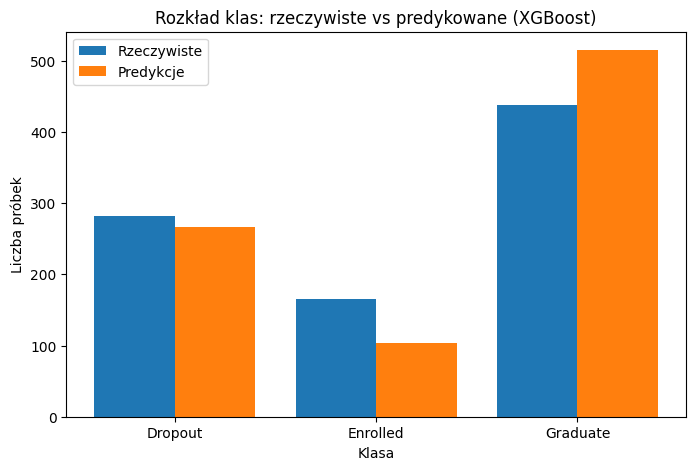 Rozkład klas: rzeczywiste vs predykowane (XGBoost)
Rzeczywiste
Predykcje
Liczba próbek
500
400
300
200
100
0
Dropout
Enrolled
Graduate
Klasa